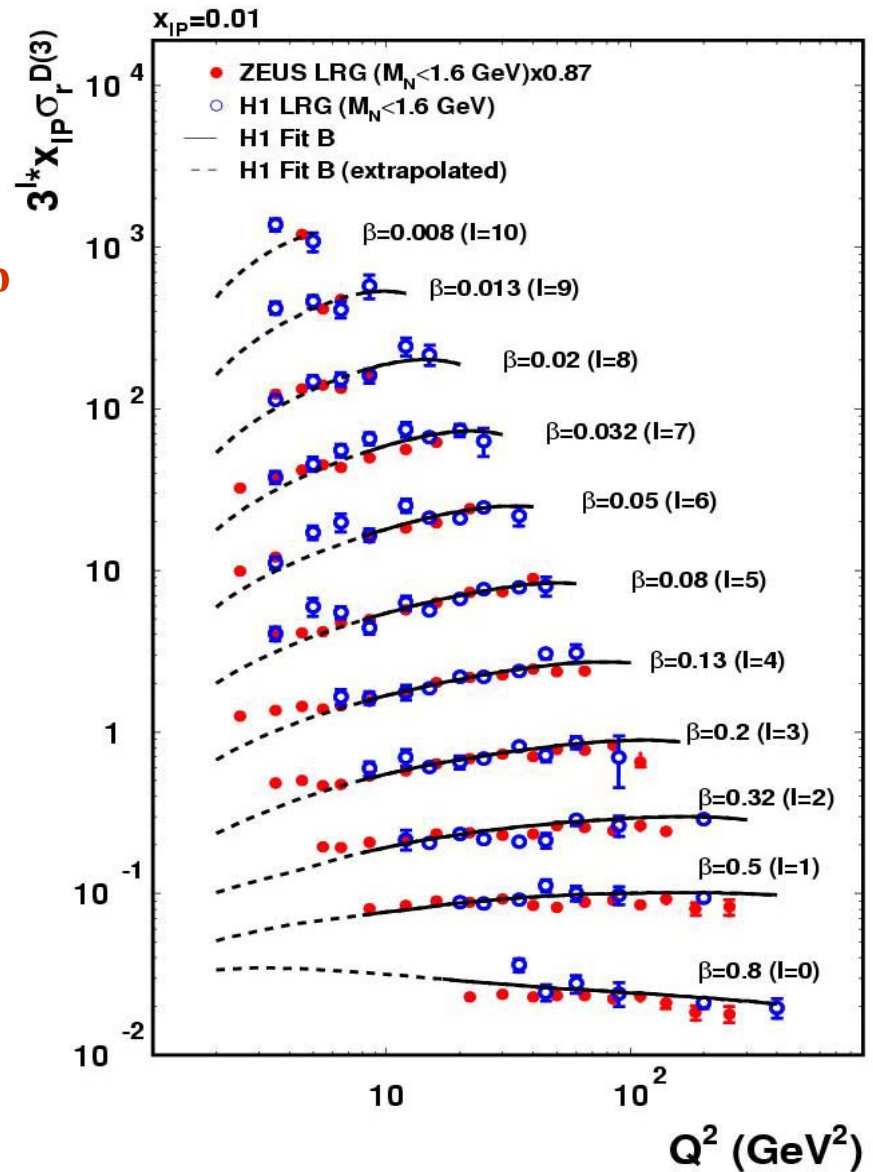 x_IP=0.01
3^l* x_IP σ_r^D(3)
ZEUS LRG (M_N<1.6 GeV)x0.87
H1 LRG (M_N<1.6 GeV)
H1 Fit B
H1 Fit B (extrapolated)
10^4
10^3
10^2
10
1
10^-1
10^-2
β=0.008 (l=10)
β=0.013 (l=9)
β=0.02 (l=8)
β=0.032 (l=7)
β=0.05 (l=6)
β=0.08 (l=5)
β=0.13 (l=4)
β=0.2 (l=3)
β=0.32 (l=2)
β=0.5 (l=1)
β=0.8 (l=0)
10
10^2
Q^2 (GeV^2)